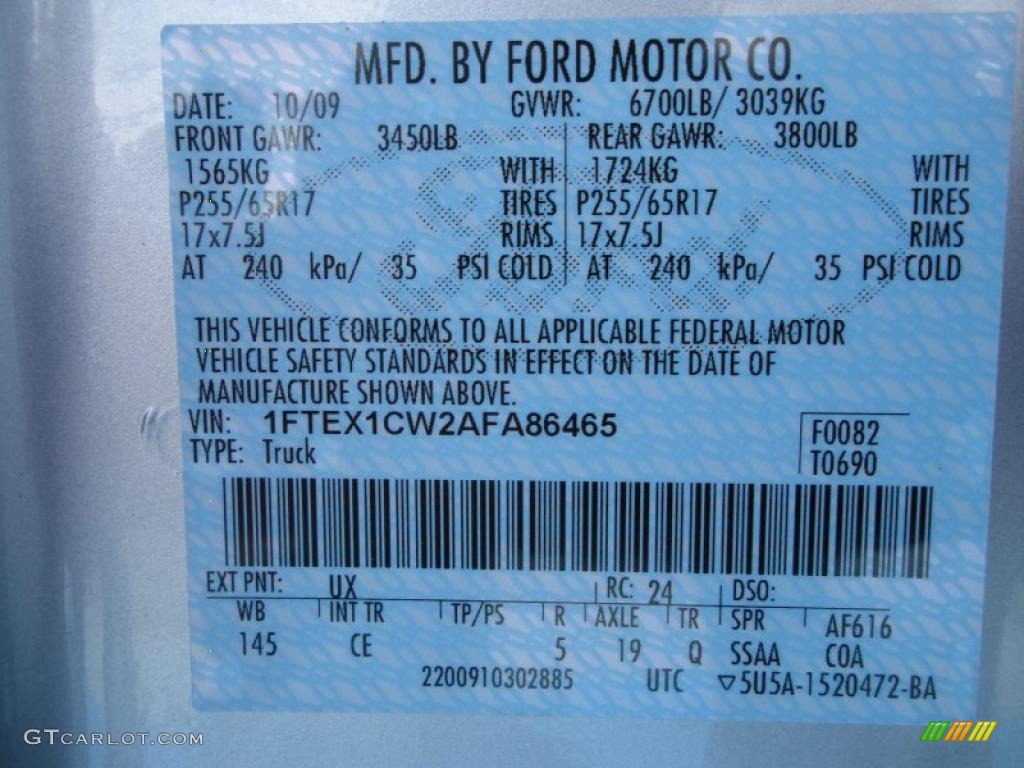 MFD. BY FORD MOTOR CO.
DATE: 10/09 GVWR: 6700LB/ 3039KG
FRONT GAWR: 3450LB REAR GAWR: 3800LB
1565KG WITH 1724KG WITH
P255/65R17 TIRES P255/65R17 TIRES
17x7.5J RIMS 17x7.5J RIMS
AT 240 kPa/ 35 PSI COLD AT 240 kPa/ 35 PSI COLD
THIS VEHICLE CONFORMS TO ALL APPLICABLE FEDERAL MOTOR
VEHICLE SAFETY STANDARDS IN EFFECT ON THE DATE OF
MANUFACTURE SHOWN ABOVE.
VIN: 1FTEX1CW2AFA86465 F0082
TYPE: Truck T0690
EXT PNT: UX RC: 24 DSO:
WB INT TR TP/PS R AXLE TR SPR AF616
145 CE 5 19 Q SSAA COA
2200910302885 UTC ▽5U5A-1520472-BA
GTCARLOT.COM